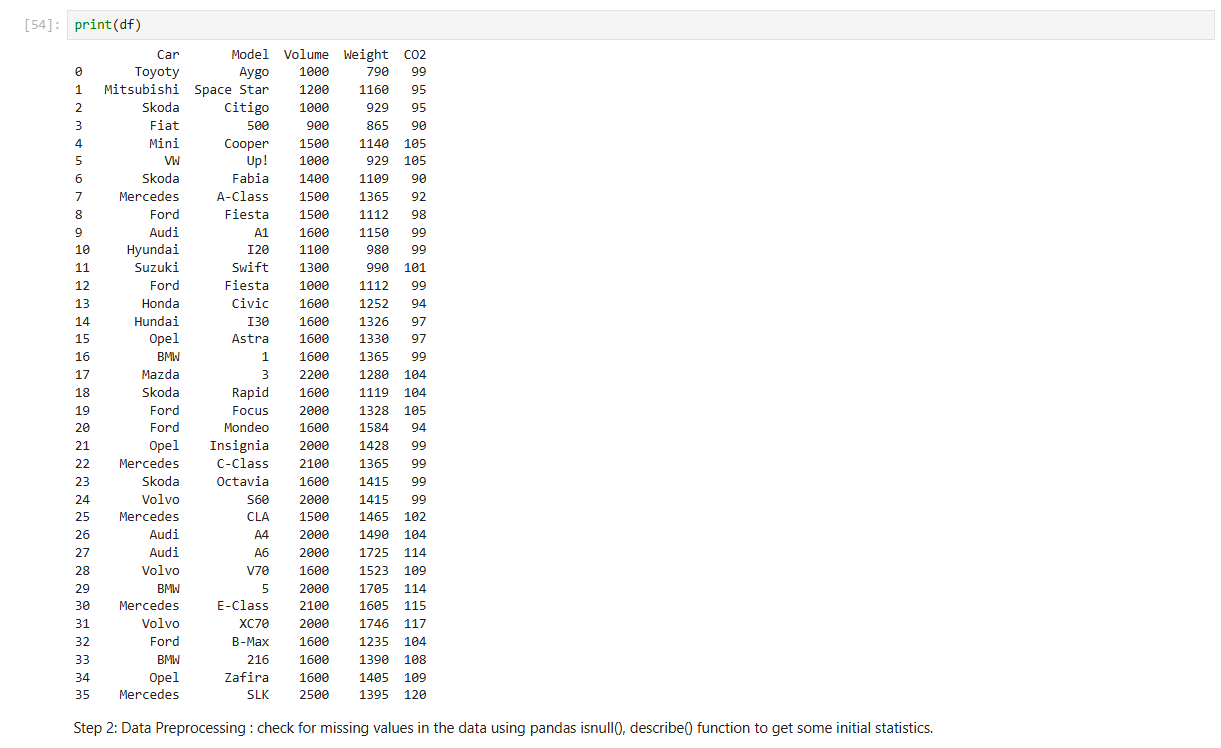 [54]: print(df)
Car Model Volume Weight CO2
0 Toyoty Aygo 1000 790 99
1 Mitsubishi Space Star 1200 1160 95
2 Skoda Citigo 1000 929 95
3 Fiat 500 900 865 90
4 Mini Cooper 1500 1140 105
5 VW Up! 1000 929 105
6 Skoda Fabia 1400 1109 90
7 Mercedes A-Class 1500 1365 92
8 Ford Fiesta 1500 1112 98
9 Audi A1 1600 1150 99
10 Hyundai I20 1100 980 99
11 Suzuki Swift 1300 990 101
12 Ford Fiesta 1000 1112 99
13 Honda Civic 1600 1252 94
14 Hundai I30 1600 1326 97
15 Opel Astra 1600 1330 97
16 BMW 1 1600 1365 99
17 Mazda 3 2200 1280 104
18 Skoda Rapid 1600 1119 104
19 Ford Focus 2000 1328 105
20 Ford Mondeo 1600 1584 94
21 Opel Insignia 2000 1428 99
22 Mercedes C-Class 2100 1365 99
23 Skoda Octavia 1600 1415 99
24 Volvo S60 2000 1415 99
25 Mercedes CLA 1500 1465 102
26 Audi A4 2000 1490 104
27 Audi A6 2000 1725 114
28 Volvo V70 1600 1523 109
29 BMW 5 2000 1705 114
30 Mercedes E-Class 2100 1605 115
31 Volvo XC70 2000 1746 117
32 Ford B-Max 1600 1235 104
33 BMW 216 1600 1390 108
34 Opel Zafira 1600 1405 109
35 Mercedes SLK 2500 1395 120
Step 2: Data Preprocessing : check for missing values in the data using pandas isnull(), describe() function to get some initial statistics.